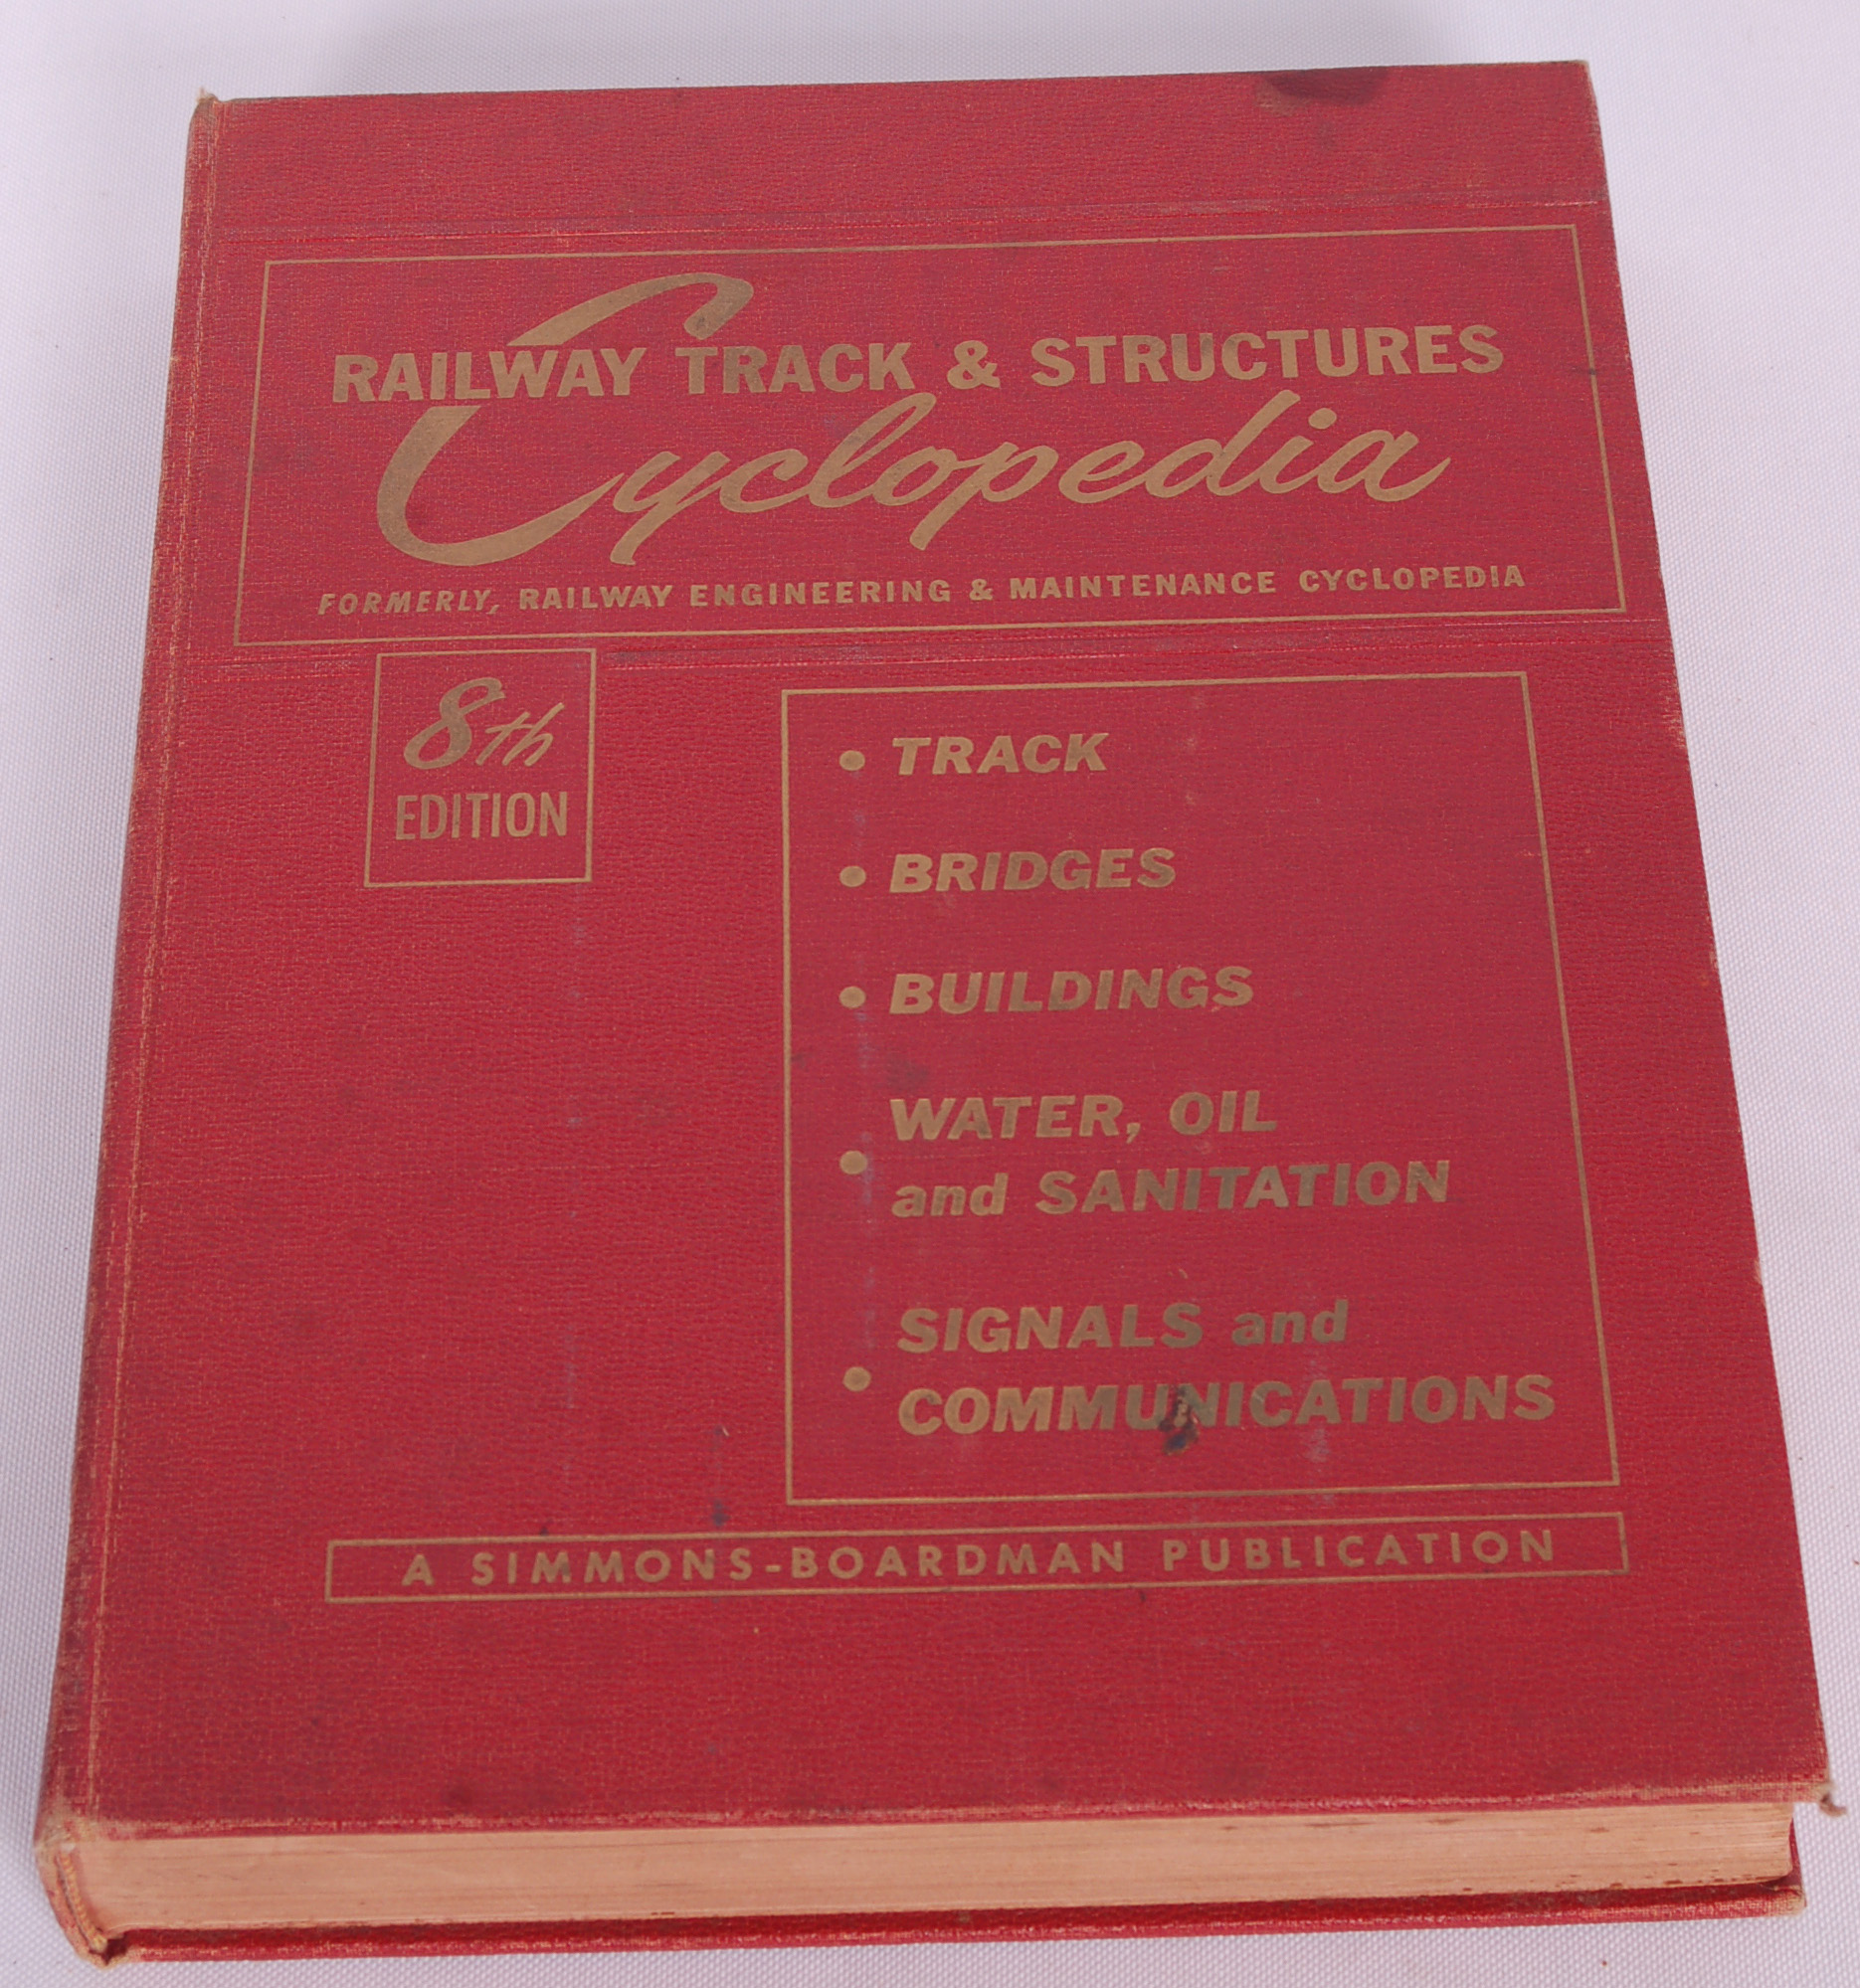 RAILWAY TRACK & STRUCTURES
Cyclopedia
FORMERLY, RAILWAY ENGINEERING & MAINTENANCE CYCLOPEDIA
8th
EDITION
• TRACK
• BRIDGES
• BUILDINGS
• WATER, OIL
and SANITATION
• SIGNALS and
COMMUNICATIONS
A SIMMONS-BOARDMAN PUBLICATION